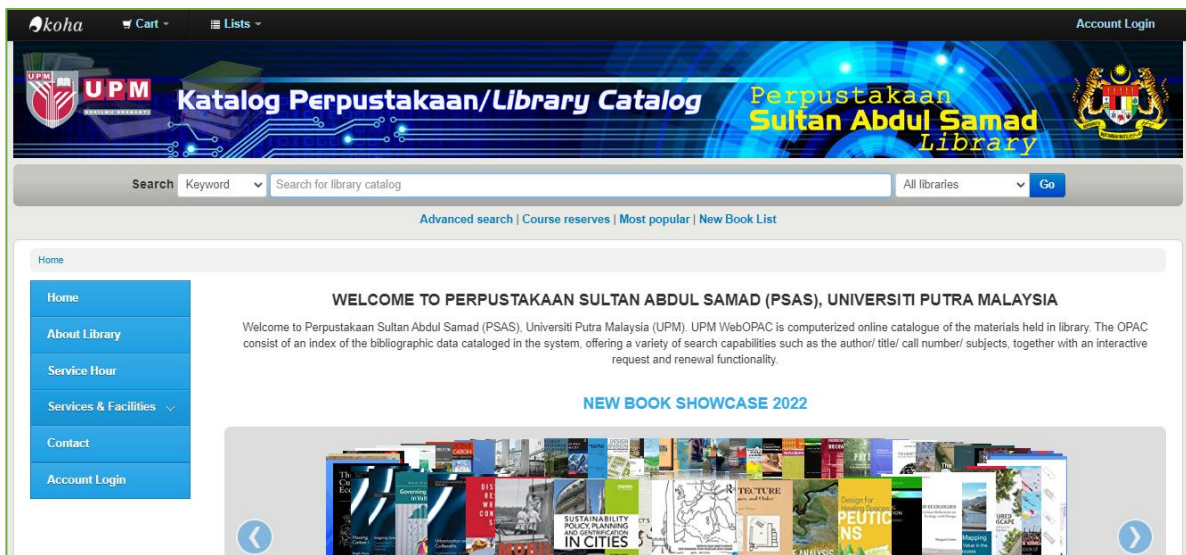 koha Cart Lists Account Login
UPM
UPM
BERILMU BERBAKTI
Katalog Perpustakaan/Library Catalog
Perpustakaan
Sultan Abdul Samad
Library
Search Keyword Search for library catalog All libraries Go
Advanced search | Course reserves | Most popular | New Book List
Home
Home
About Library
Service Hour
Services & Facilities
Contact
Account Login
WELCOME TO PERPUSTAKAAN SULTAN ABDUL SAMAD (PSAS), UNIVERSITI PUTRA MALAYSIA
Welcome to Perpustakaan Sultan Abdul Samad (PSAS), Universiti Putra Malaysia (UPM). UPM WebOPAC is computerized online catalogue of the materials held in library. The OPAC
consist of an index of the bibliographic data cataloged in the system, offering a variety of search capabilities such as the author/ title/ call number/ subjects, together with an interactive
request and renewal functionality.
NEW BOOK SHOWCASE 2022
SUSTAINABILITY
POLICY, PLANNING
AND GENTRIFICATION
IN CITIES
Design for
Healing Spaces
Mapping